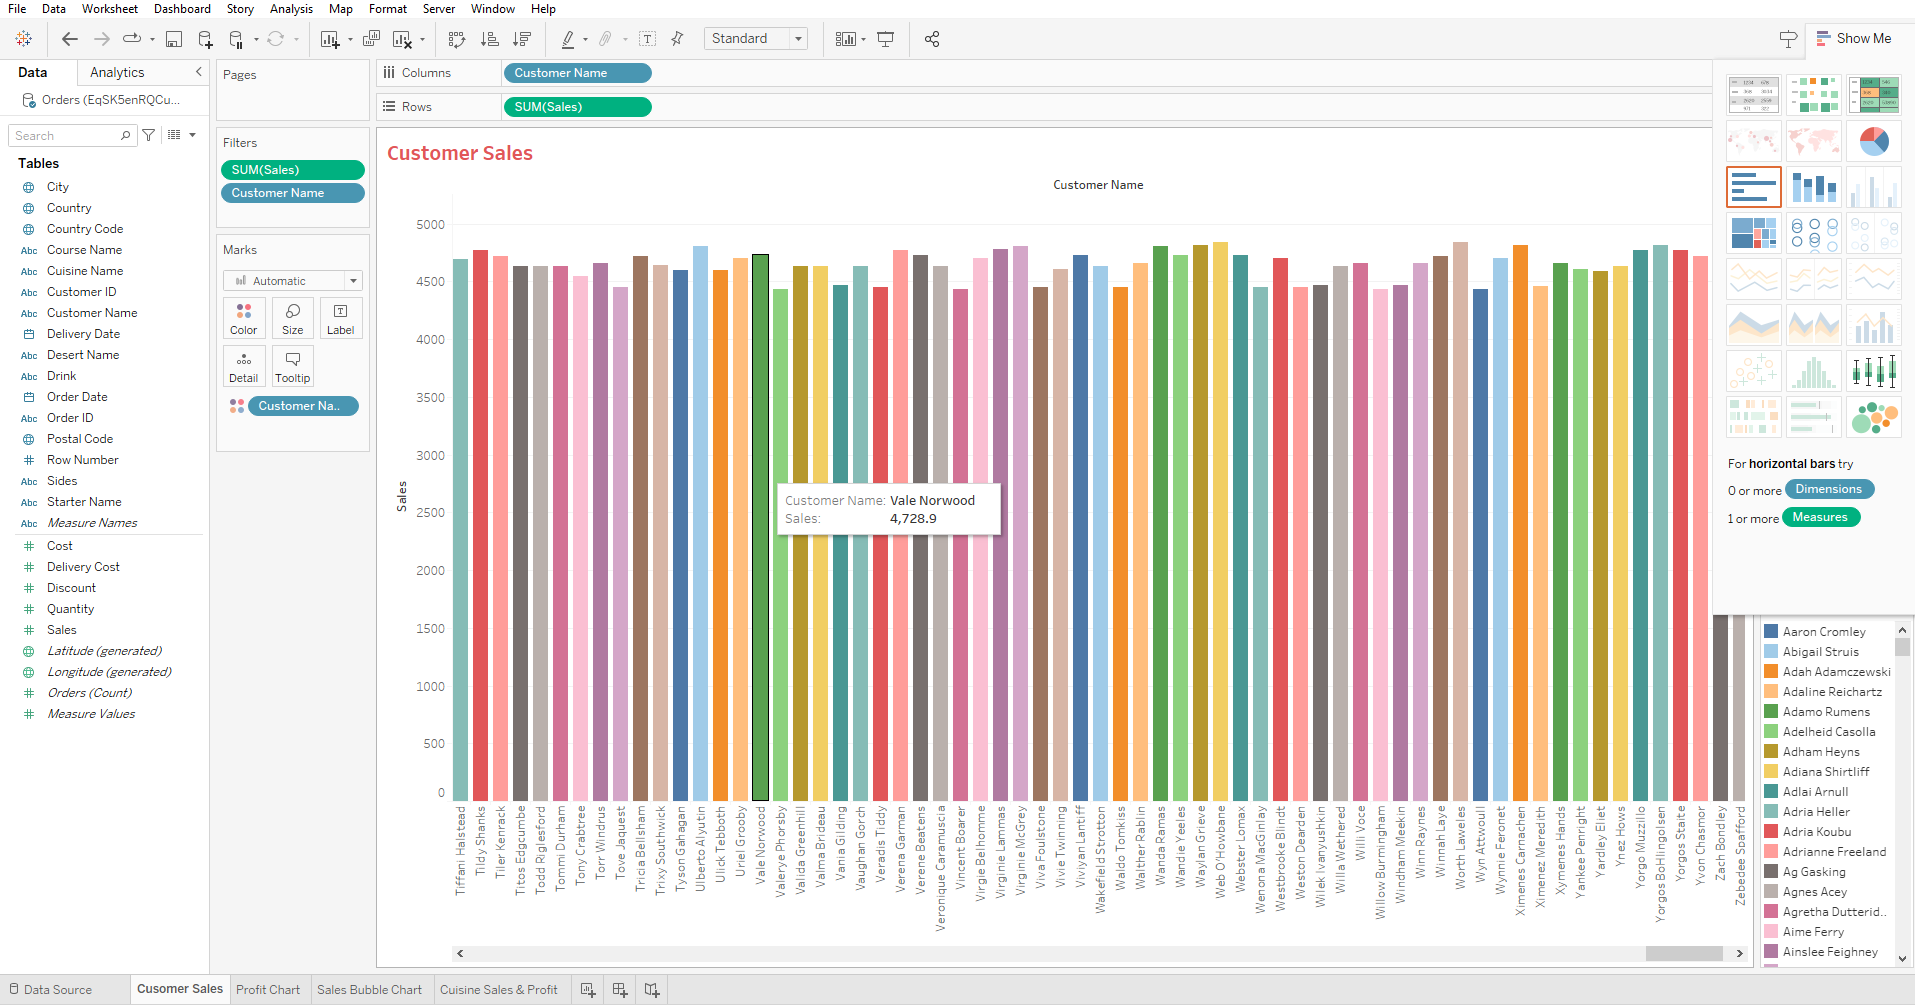 File Data Worksheet Dashboard Story Analysis Map Format Server Window Help
Standard
Show Me
Data Analytics
Orders (EqSK5enRQCu...
Search
Tables
City
Country
Country Code
Abc Course Name
Abc Cuisine Name
Abc Customer ID
Abc Customer Name
Delivery Date
Abc Desert Name
Abc Drink
Order Date
Abc Order ID
Postal Code
# Row Number
Abc Sides
Abc Starter Name
Abc Measure Names
# Cost
# Delivery Cost
# Discount
# Quantity
# Sales
Latitude (generated)
Longitude (generated)
# Orders (Count)
# Measure Values
Pages
Filters
SUM(Sales)
Customer Name
Marks
Automatic
Color Size Label
Detail Tooltip
Customer Na..
Columns Customer Name
Rows SUM(Sales)
Customer Sales
Customer Name
Sales
5000
4500
4000
3500
3000
2500
2000
1500
1000
500
0
Customer Name: Vale Norwood
Sales: 4,728.9
Tiffani Halstead
Tildy Shanks
Tiler Kenrack
Titos Edgcumbe
Todd Riglesford
Tommi Durham
Tony Crabtree
Torr Windrus
Tove Jaquest
Tricia Bellsham
Trixy Southwick
Tyson Gahagan
Ulberto Alyutin
Ulick Tebboth
Uriel Grooby
Vale Norwood
Valerye Phorsby
Valida Greenhill
Valma Brideau
Vania Gilding
Vaughan Gorch
Veradis Tiddy
Verena Garman
Verene Beatens
Veronique Caramuscia
Vincent Boarer
Virgie Belhomme
Virginie Lammas
Virginie McGrey
Viva Foulstone
Vivie Twinning
Viviyan Lantiff
Wakefield Strotton
Waldo Tomkiss
Walther Rablin
Wanda Ramas
Wandie Yeeles
Waylan Grieve
Web O'Howbane
Webster Lomax
Wenona MacGinlay
Westbrooke Blindt
Weston Dearden
Wilek Ivanyushkin
Willa Wethered
Willi Voce
Willow Burmingham
Windham Meekin
Winn Raynes
Winnah Laye
Worth Laweles
Wyn Attwoul
Wynnie Feronet
Ximenes Carnachen
Ximenez Meredith
Xymenes Hands
Yankee Penright
Yardley Ellet
Ynez Hows
Yorgo Muzzillo
Yorgos BoHlingolsen
Yorgos Staite
Yvon Chasmor
Zach Bondley
Zebedee Spafford
For horizontal bars try
0 or more Dimensions
1 or more Measures
Aaron Cromley
Abigail Struis
Adah Adamczewski
Adaline Reichartz
Adamo Rumens
Adelheid Casolla
Adham Heyns
Adiana Shirtliff
Adlai Arnull
Adria Heller
Adria Koubu
Adrianne Freeland
Ag Gasking
Agnes Acey
Agretha Dutterid..
Aime Ferry
Ainslee Feighney
Data Source Cusomer Sales Profit Chart Sales Bubble Chart Cuisine Sales & Profit